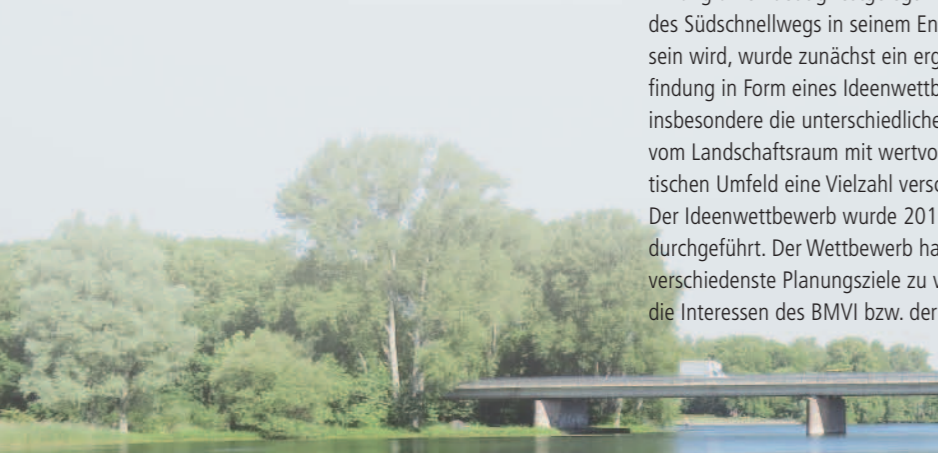 des Südschnellwegs in seinem En
sein wird, wurde zunächst ein erg
findung in Form eines Ideenwettb
insbesondere die unterschiedliche
vom Landschaftsraum mit wertvo
tischen Umfeld eine Vielzahl versc
Der Ideenwettbewerb wurde 201
durchgeführt. Der Wettbewerb ha
verschiedenste Planungsziele zu v
die Interessen des BMVI bzw. der